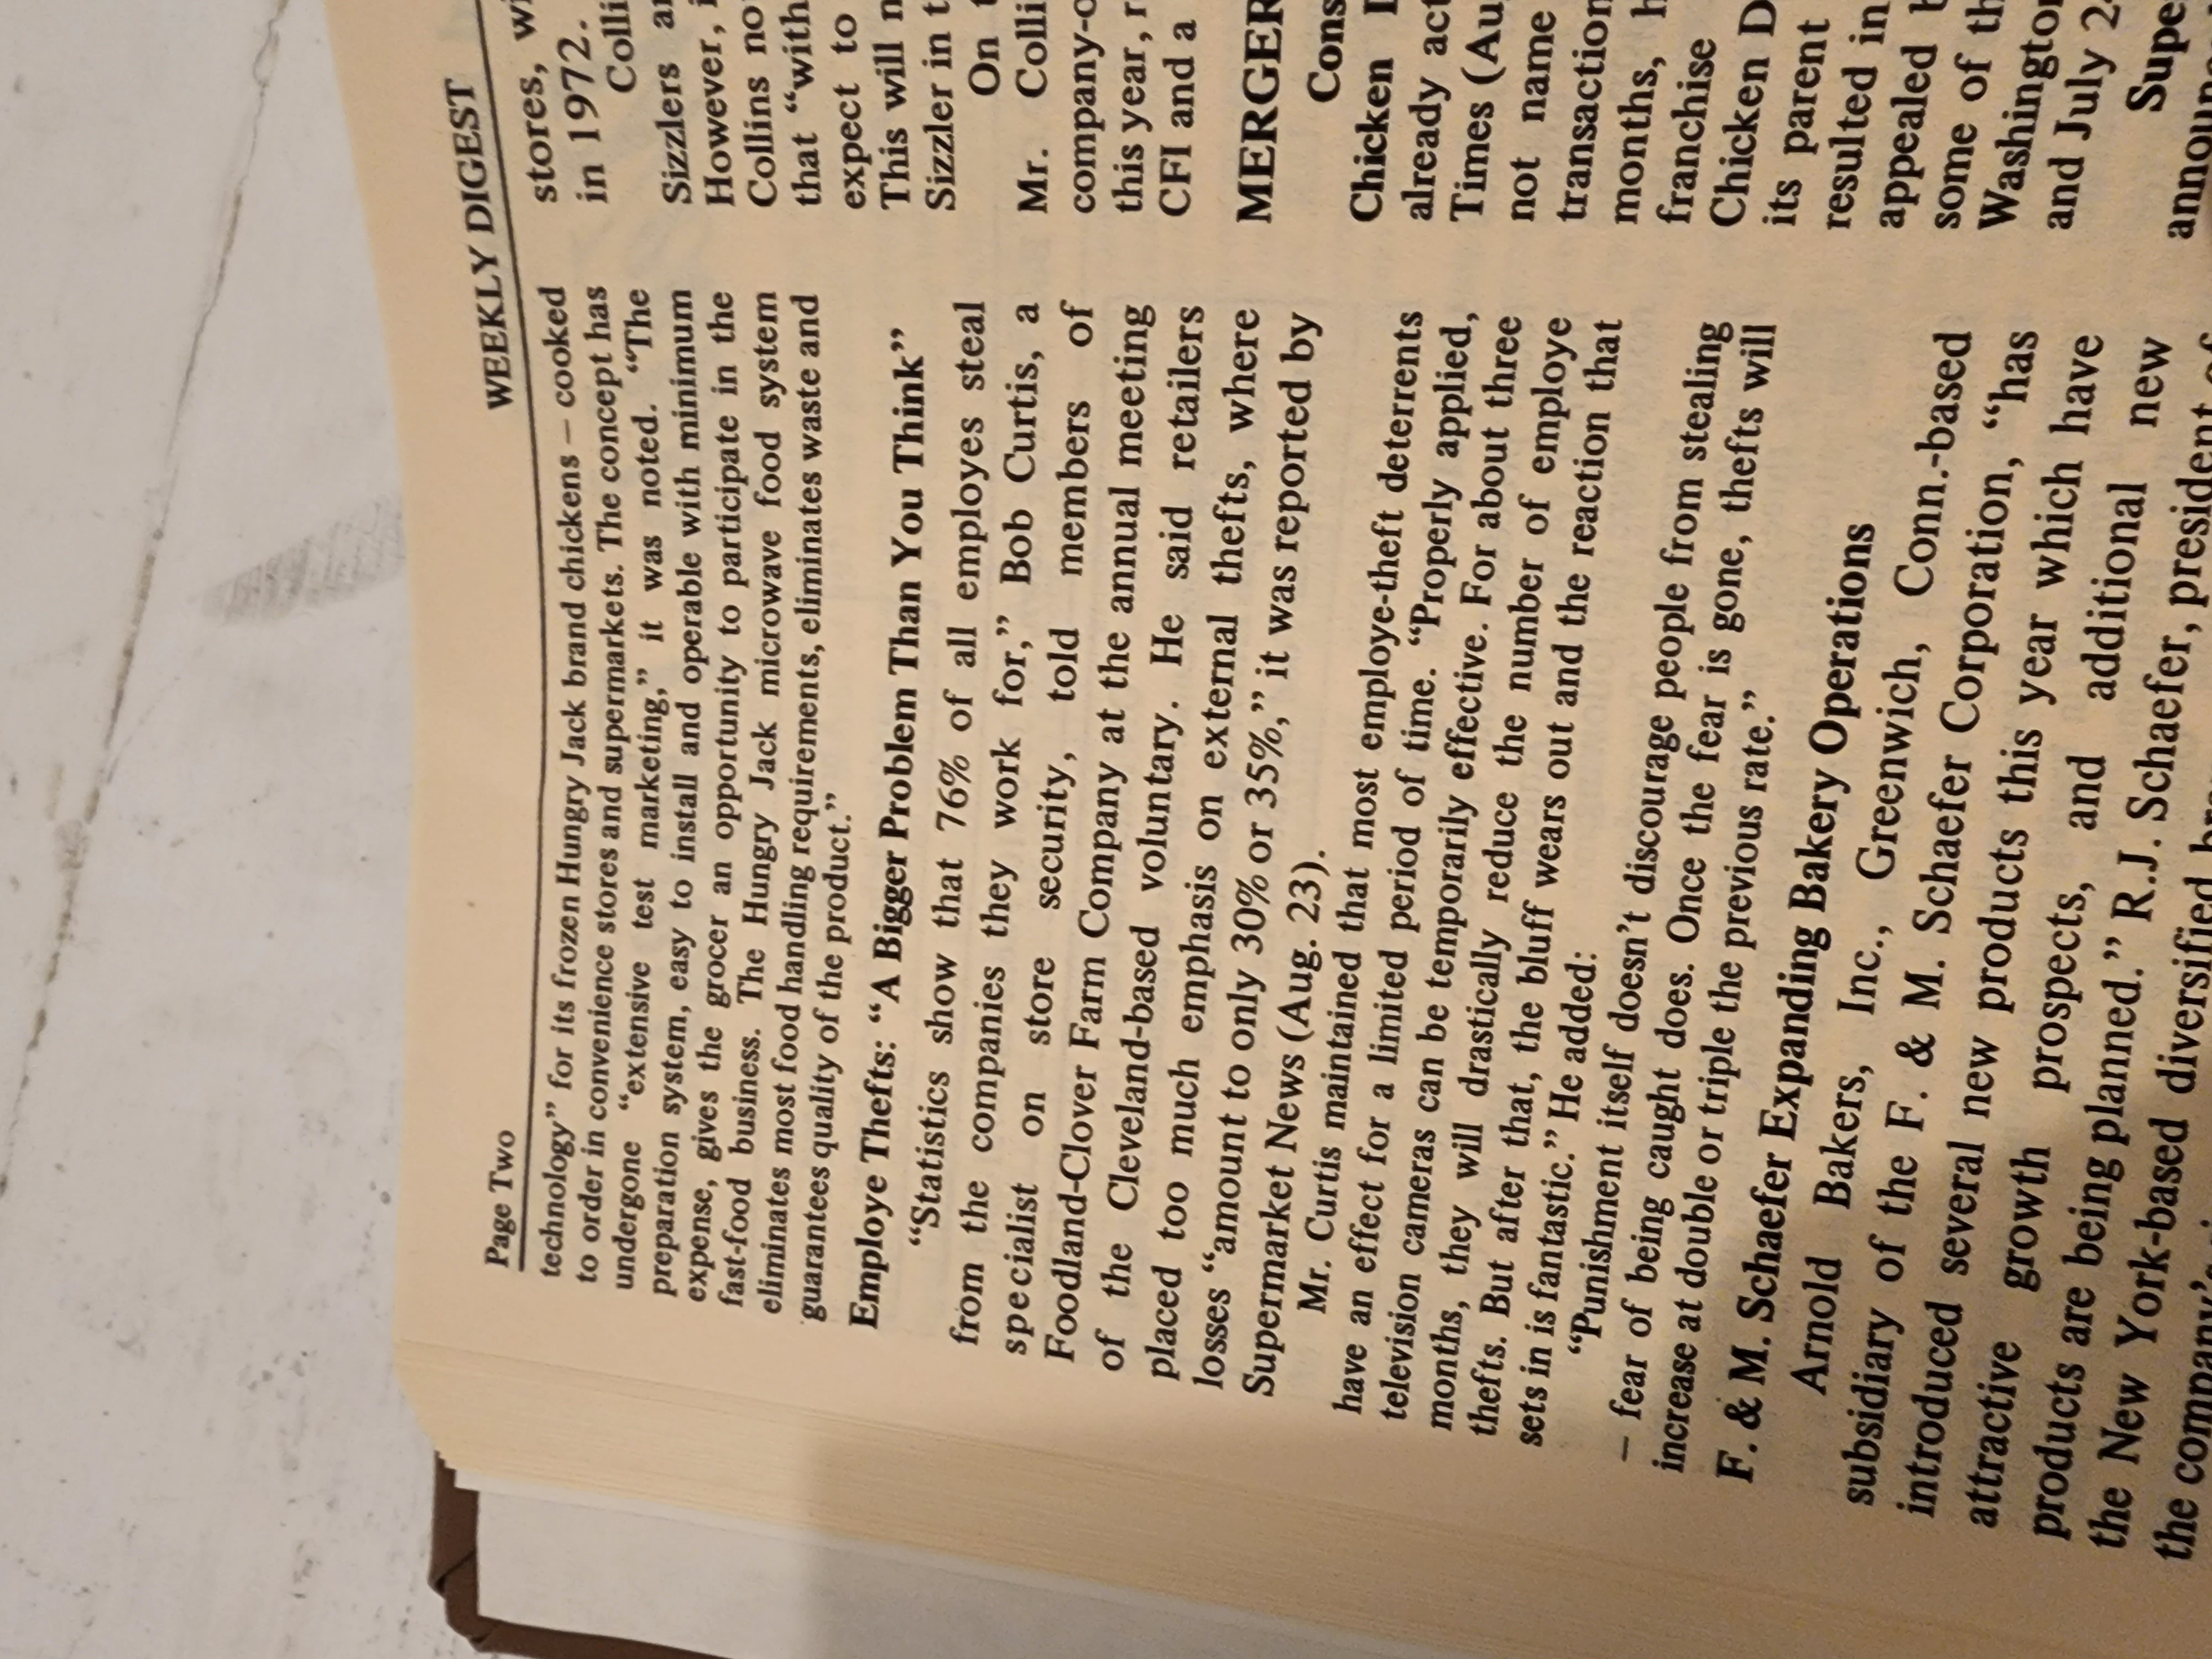 Page Two
WEEKLY DIGEST
technology” for its frozen Hungry Jack brand chickens – cooked
to order in convenience stores and supermarkets. The concept has
undergone “extensive test marketing,” it was noted. “The
preparation system, easy to install and operable with minimum
expense, gives the grocer an opportunity to participate in the
fast-food business. The Hungry Jack microwave food system
eliminates most food handling requirements, eliminates waste and
guarantees quality of the product.”
Employe Thefts: “A Bigger Problem Than You Think”
“Statistics show that 76% of all employes steal
from the companies they work for,” Bob Curtis, a
specialist on store security, told members of
Foodland-Clover Farm Company at the annual meeting
of the Cleveland-based voluntary. He said retailers
placed too much emphasis on external thefts, where
losses “amount to only 30% or 35%,” it was reported by
Supermarket News (Aug. 23).
Mr. Curtis maintained that most employe-theft deterrents
have an effect for a limited period of time. “Properly applied,
television cameras can be temporarily effective. For about three
months, they will drastically reduce the number of employe
thefts. But after that, the bluff wears out and the reaction that
sets in is fantastic.” He added:
“Punishment itself doesn’t discourage people from stealing
– fear of being caught does. Once the fear is gone, thefts will
increase at double or triple the previous rate.”
F. & M. Schaefer Expanding Bakery Operations
Arnold Bakers, Inc., Greenwich, Conn.-based
subsidiary of the F. & M. Schaefer Corporation, “has
introduced several new products this year which have
attractive growth prospects, and additional new
products are being planned.” R.J. Schaefer, president of
the New York-based diversified
the company’s
stores,
in 1972.
Colli
Sizzlers
However,
Collins
that “with
expect to
This will
Sizzler in
On
Mr. Colli
company-
this year,
CFI and a
MERGER
Cons
Chicken
already
Times (Au
not name
transaction
months,
franchise
Chicken D
its parent
resulted in
appealed
some of
Washington
and July
Supe
announ